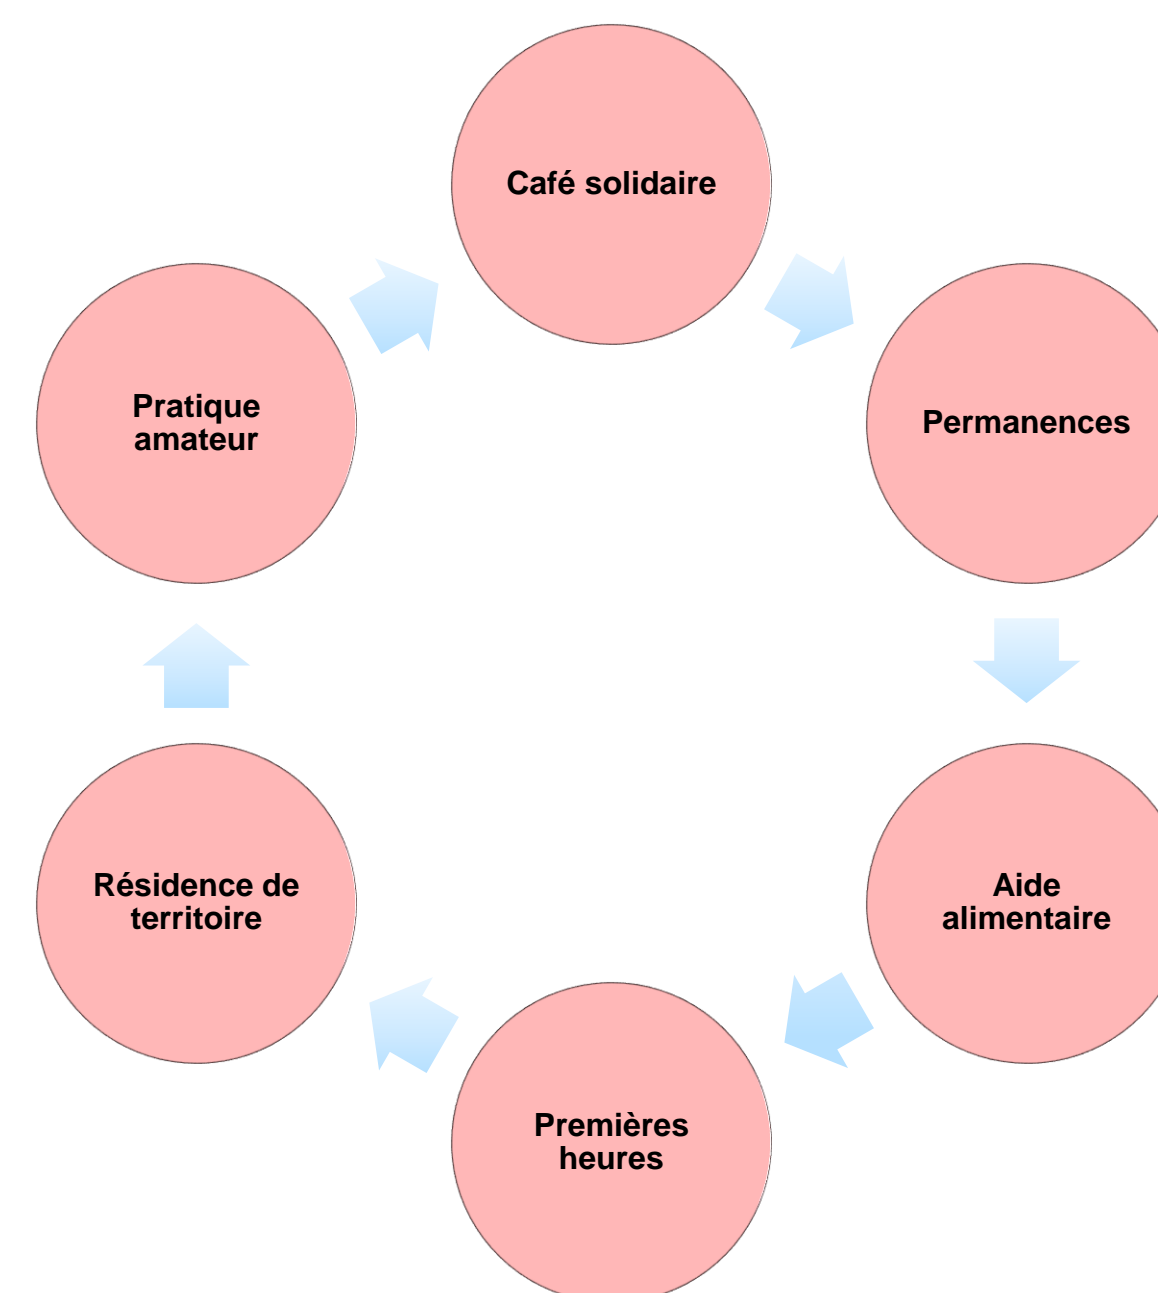 Café solidaire
Permanences
Aide
alimentaire
Premières
heures
Résidence de
territoire
Pratique
amateur